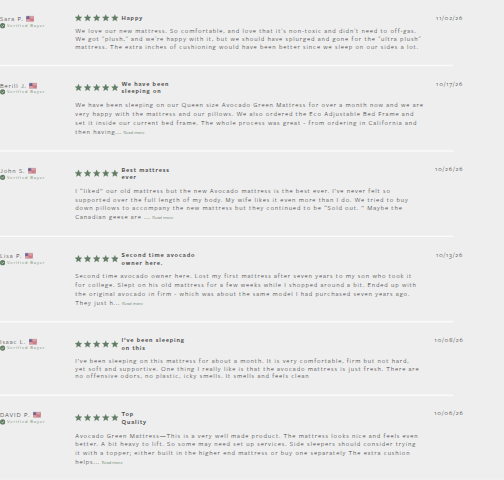 Sara P.
Verified Buyer
Happy
11/02/26
We love our new mattress. So comfortable, and love that it's non-toxic and didn't need to off-gas.
We got "plush," and we're happy with it, but we should have splurged and gone for the "ultra plush"
mattress. The extra inches of cushioning would have been better since we sleep on our sides a lot.
Berill J.
Verified Buyer
We have been
sleeping on
10/17/26
We have been sleeping on our Queen size Avocado Green Mattress for over a month now and we are
very happy with the mattress and our pillows. We also ordered the Eco Adjustable Bed Frame and
set it inside our current bed frame. The whole process was great - from ordering in California and
then having... Read more
John S.
Verified Buyer
Best mattress
ever
10/26/26
I "liked" our old mattress but the new Avocado mattress is the best ever. I've never felt so
supported over the full length of my body. My wife likes it even more than I do. We tried to buy
down pillows to accompany the new mattress but they continued to be "Sold out. " Maybe the
Canadian geese are .... Read more
Lisa P.
Verified Buyer
Second time avocado
owner here.
10/13/26
Second time avocado owner here. Lost my first mattress after seven years to my son who took it
for college. Slept on his old mattress for a few weeks while I shopped around a bit. Ended up with
the original avocado in firm - which was about the same model I had purchased seven years ago.
They just h... Read more
Isaac L.
Verified Buyer
I've been sleeping
on this
10/08/26
I've been sleeping on this mattress for about a month. It is very comfortable, firm but not hard,
yet soft and supportive. One thing I really like is that the avocado mattress is just fresh. There are
no offensive odors, no plastic, icky smells. It smells and feels clean
DAVID P.
Verified Buyer
Top
Quality
10/06/26
Avocado Green Mattress—This is a very well made product. The mattress looks nice and feels even
better. A bit heavy to lift. So some may need set up services. Side sleepers should consider trying
it with a topper; either built in the higher end mattress or buy one separately The extra cushion
helps... Read more